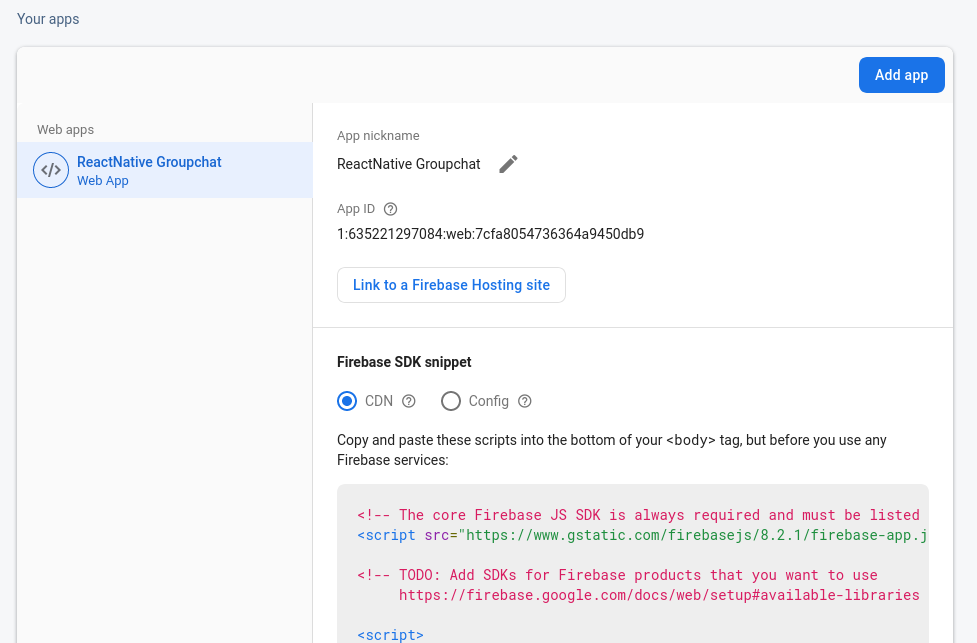 Your apps
Add app
Web apps
ReactNative Groupchat
Web App
App nickname
ReactNative Groupchat
App ID
1:635221297084:web:7cfa8054736364a9450db9
Link to a Firebase Hosting site
Firebase SDK snippet
CDN
Config
Copy and paste these scripts into the bottom of your <body> tag, but before you use any
Firebase services:
<!-- The core Firebase JS SDK is always required and must be listed
<script src="https://www.gstatic.com/firebasejs/8.2.1/firebase-app.j
<!-- TODO: Add SDKs for Firebase products that you want to use
https://firebase.google.com/docs/web/setup#available-libraries
<script>